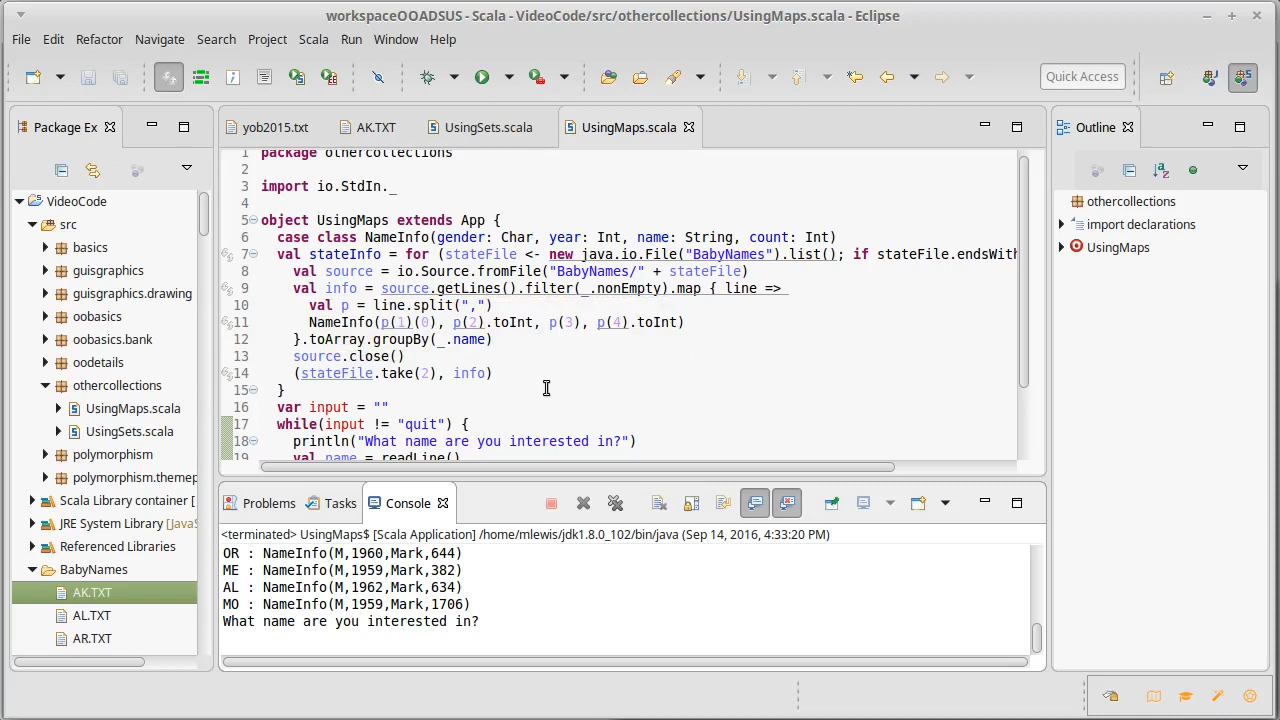 workspaceOOADSUS - Scala - VideoCode/src/othercollections/UsingMaps.scala - Eclipse
File Edit Refactor Navigate Search Project Scala Run Window Help
Quick Access
Package Ex
VideoCode
src
basics
guisgraphics
guisgraphics.drawing
oobasics
oobasics.bank
oodetails
othercollections
UsingMaps.scala
UsingSets.scala
polymorphism
polymorphism.themep
Scala Library container [
JRE System Library [JavaS
Referenced Libraries
BabyNames
AK.TXT
AL.TXT
AR.TXT
yob2015.txt AK.TXT UsingSets.scala UsingMaps.scala
1 package othercollections
2
3 import io.StdIn._
4
5 object UsingMaps extends App {
6 case class NameInfo(gender: Char, year: Int, name: String, count: Int)
7 val stateInfo = for (stateFile <- new java.io.File("BabyNames").list(); if stateFile.endsWith
8 val source = io.Source.fromFile("BabyNames/" + stateFile)
9 val info = source.getLines().filter(_.nonEmpty).map { line =>
10 val p = line.split(",")
11 NameInfo(p(1)(0), p(2).toInt, p(3), p(4).toInt)
12 }.toArray.groupBy(_.name)
13 source.close()
14 (stateFile.take(2), info)
15 }
16 var input = ""
17 while(input != "quit") {
18 println("What name are you interested in?")
19 val name = readLine()
Problems Tasks Console
<terminated> UsingMaps$ [Scala Application] /home/mlewis/jdk1.8.0_102/bin/java (Sep 14, 2016, 4:33:20 PM)
OR : NameInfo(M,1960,Mark,644)
ME : NameInfo(M,1959,Mark,382)
AL : NameInfo(M,1962,Mark,634)
MO : NameInfo(M,1959,Mark,1706)
What name are you interested in?
Outline
othercollections
import declarations
UsingMaps